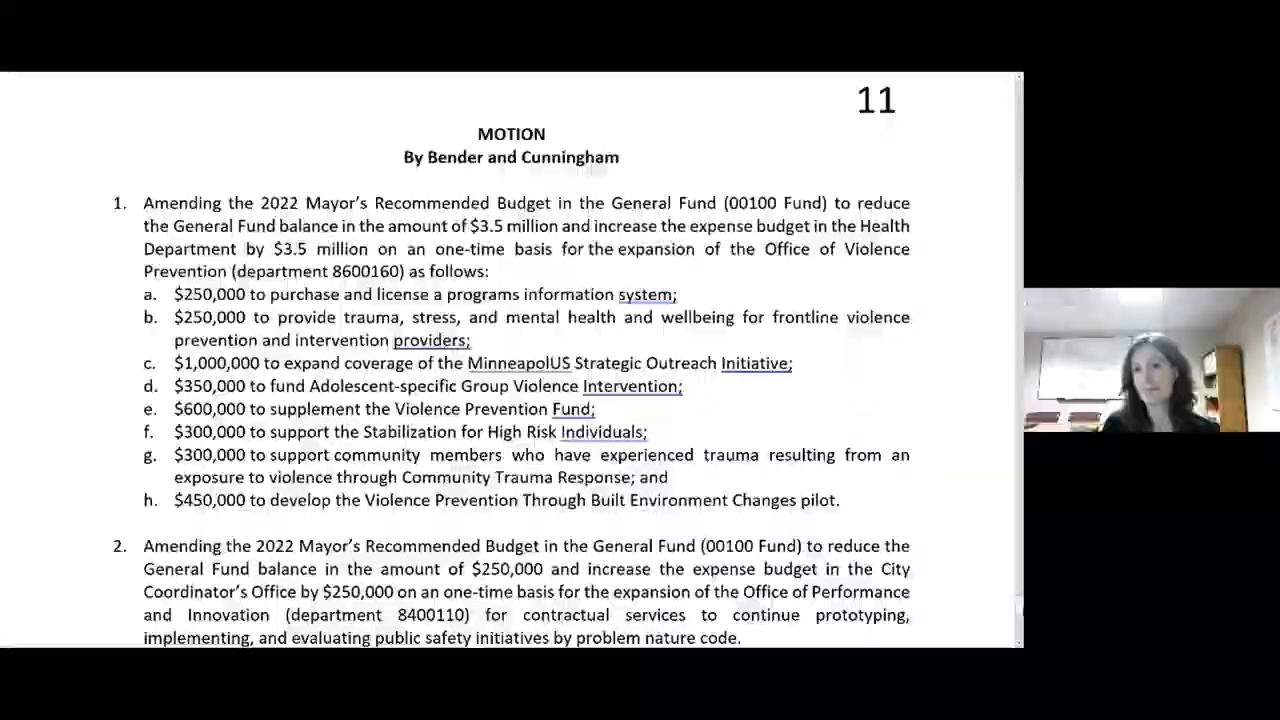 11
MOTION
By Bender and Cunningham
1. Amending the 2022 Mayor's Recommended Budget in the General Fund (00100 Fund) to reduce
the General Fund balance in the amount of $3.5 million and increase the expense budget in the Health
Department by $3.5 million on an one-time basis for the expansion of the Office of Violence
Prevention (department 8600160) as follows:
a. $250,000 to purchase and license a programs information system;
b. $250,000 to provide trauma, stress, and mental health and wellbeing for frontline violence
prevention and intervention providers;
c. $1,000,000 to expand coverage of the MinneapolUS Strategic Outreach Initiative;
d. $350,000 to fund Adolescent-specific Group Violence Intervention;
e. $600,000 to supplement the Violence Prevention Fund;
f. $300,000 to support the Stabilization for High Risk Individuals;
g. $300,000 to support community members who have experienced trauma resulting from an
exposure to violence through Community Trauma Response; and
h. $450,000 to develop the Violence Prevention Through Built Environment Changes pilot.
2. Amending the 2022 Mayor's Recommended Budget in the General Fund (00100 Fund) to reduce the
General Fund balance in the amount of $250,000 and increase the expense budget in the City
Coordinator's Office by $250,000 on an one-time basis for the expansion of the Office of Performance
and Innovation (department 8400110) for contractual services to continue prototyping,
implementing, and evaluating public safety initiatives by problem nature code.